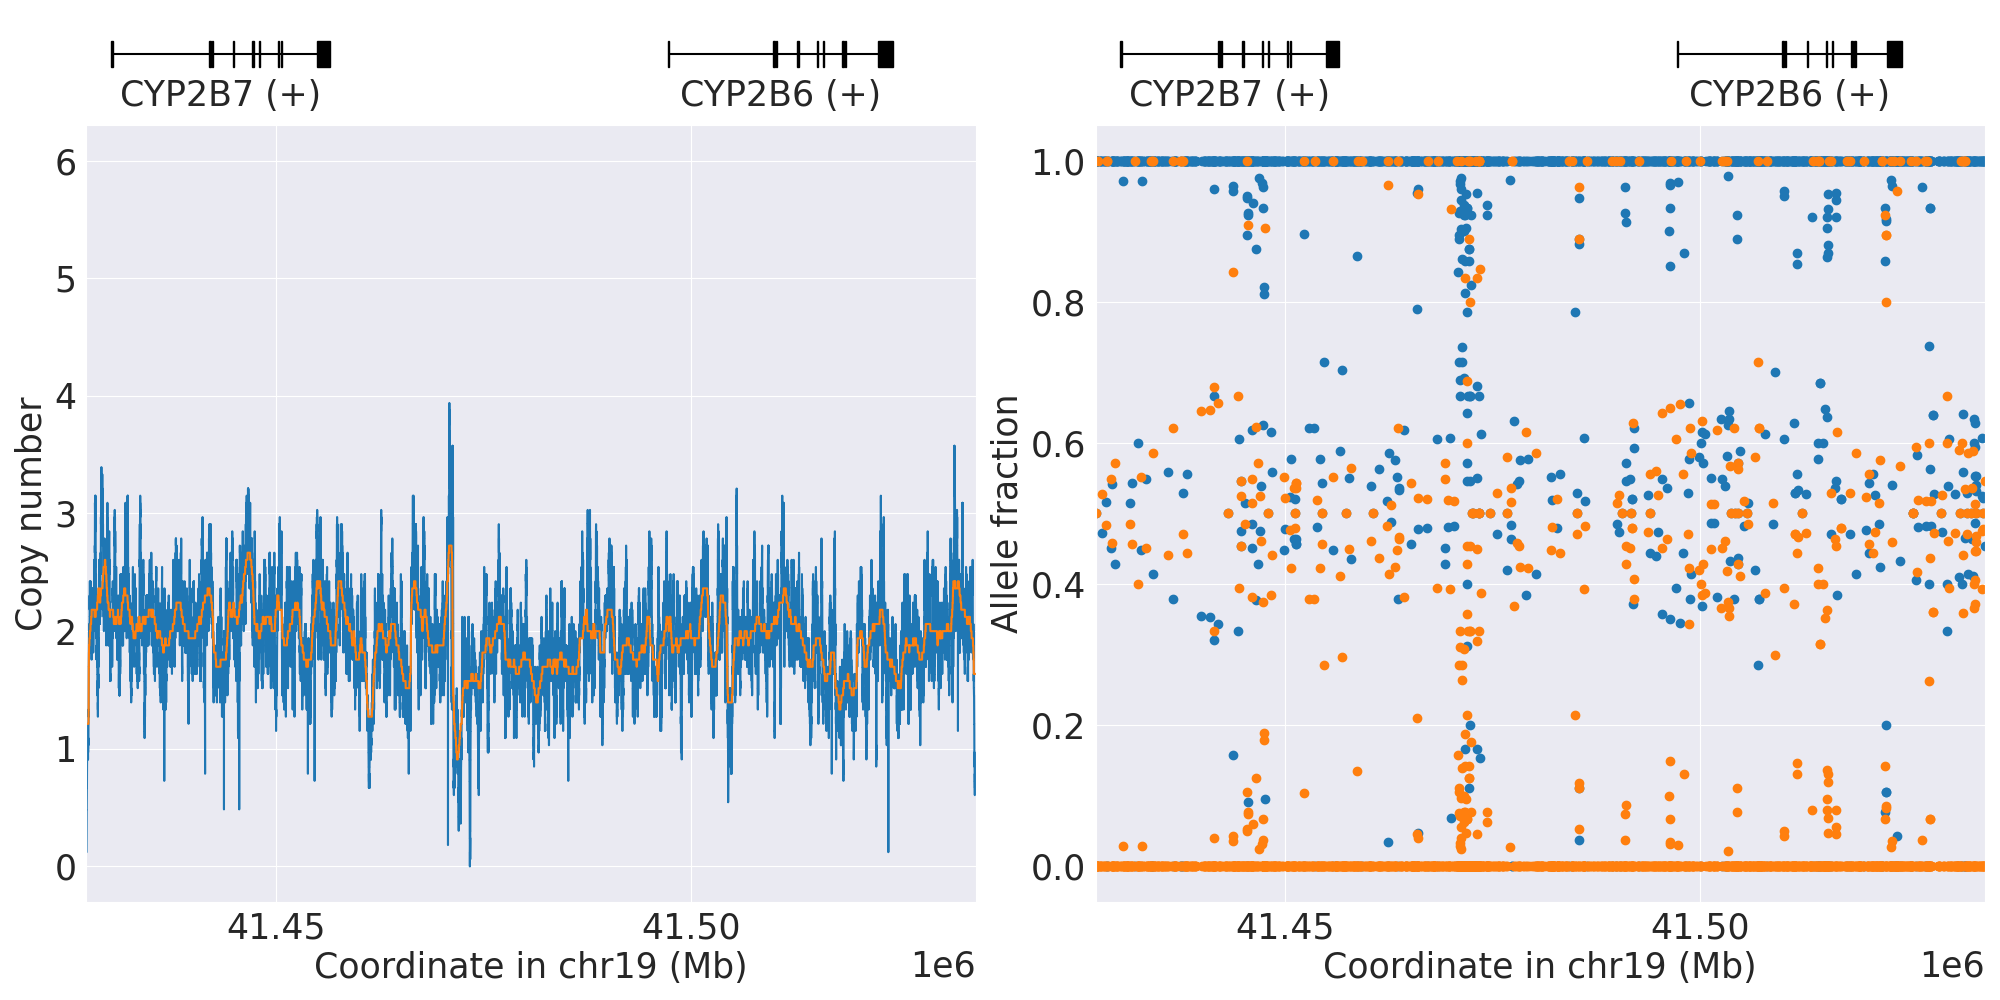 CYP2B7 (+)
CYP2B6 (+)
6
5
4
3
2
1
0
Copy number
41.45
41.50
Coordinate in chr19 (Mb)
1e6
CYP2B7 (+)
CYP2B6 (+)
1.0
0.8
0.6
0.4
0.2
0.0
Allele fraction
41.45
41.50
Coordinate in chr19 (Mb)
1e6